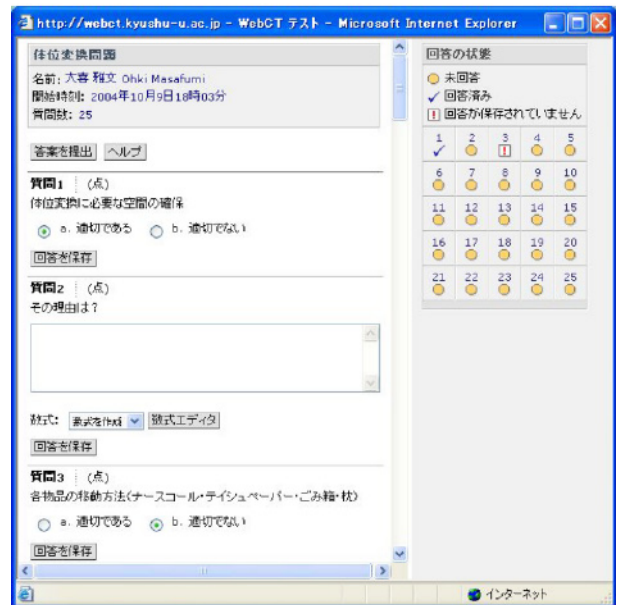 http://webct.kyushu-u.ac.jp - WebCT テスト - Microsoft Internet Explorer
体位変換問題
名前: 大喜 雅文 Ohki Masafumi
開始時刻: 2004年10月9日18時03分
質問数: 25
答案を提出 ヘルプ
質問1 (点)
体位変換に必要な空間の確保
a. 適切である b. 適切でない
回答を保存
質問2 (点)
その理由は?
数式: 数式を作成 数式エディタ
回答を保存
質問3 (点)
各物品の移動方法(ナースコール・テイシュペーパー・ごみ箱・枕)
a. 適切である b. 適切でない
回答を保存
回答の状態
未回答
回答済み
回答が保存されていません
1 2 3 4 5
6 7 8 9 10
11 12 13 14 15
16 17 18 19 20
21 22 23 24 25
インターネット